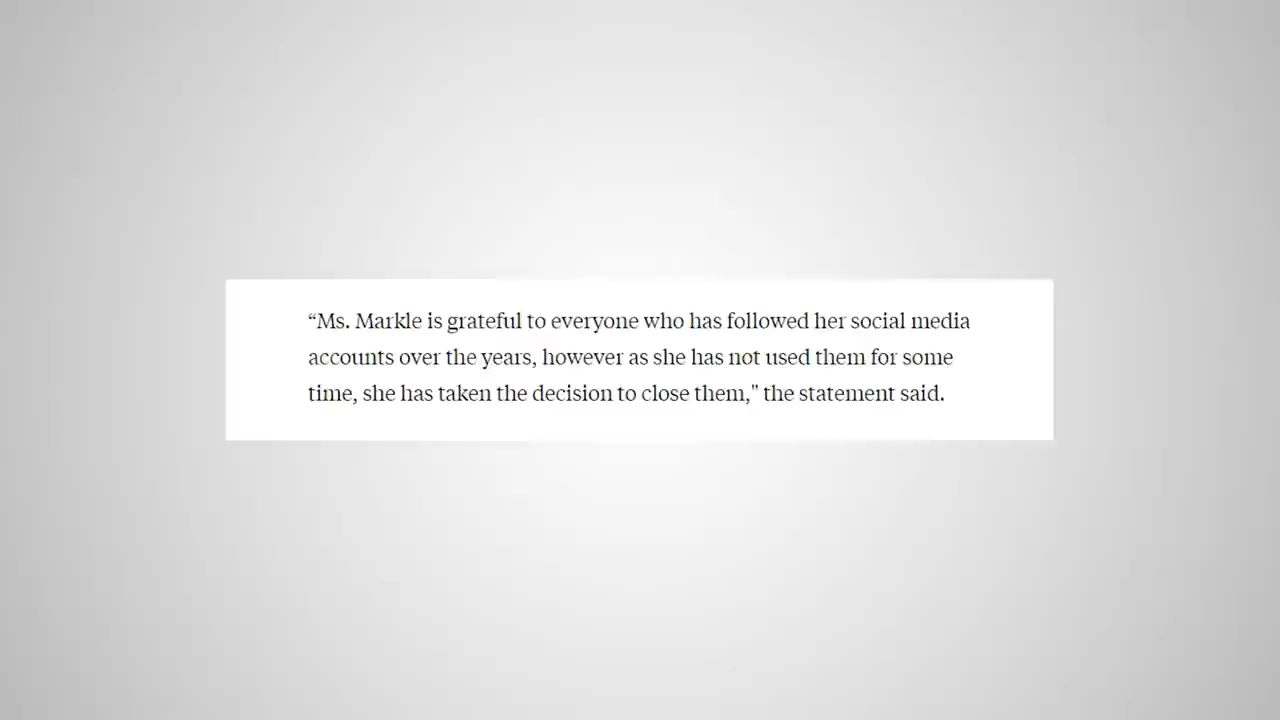 “Ms. Markle is grateful to everyone who has followed her social media
accounts over the years, however as she has not used them for some
time, she has taken the decision to close them," the statement said.